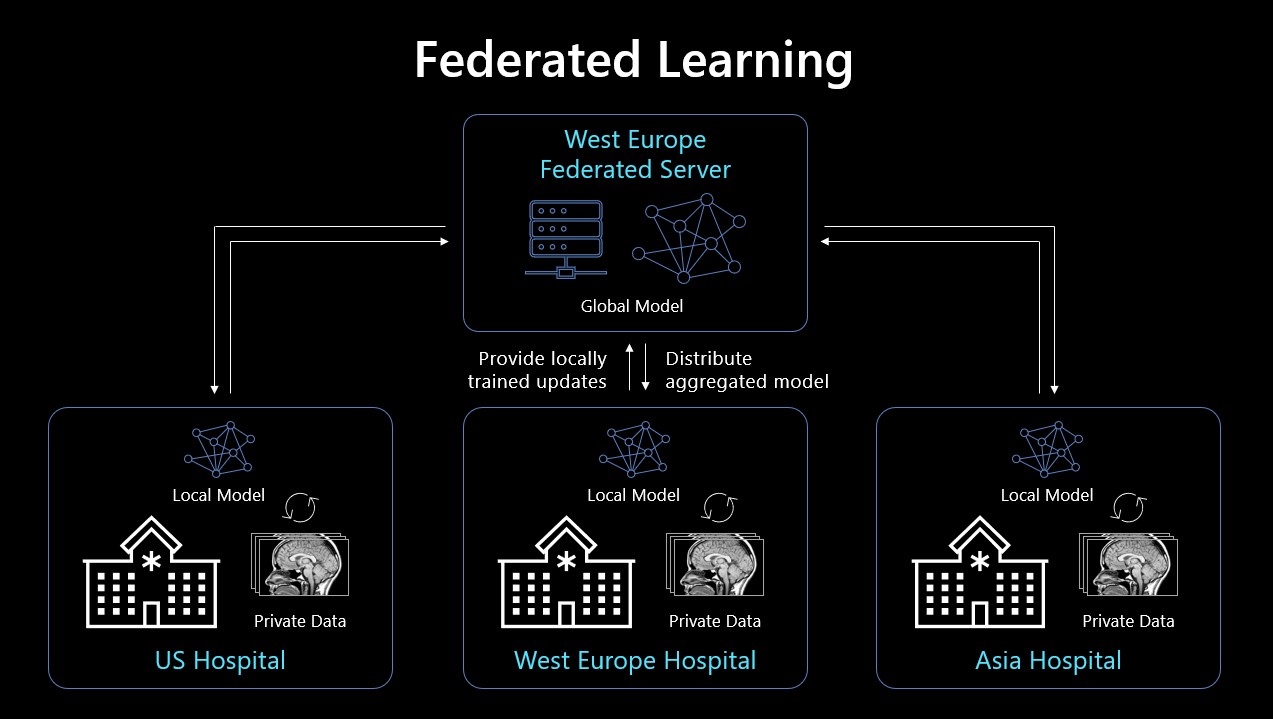 Federated Learning
West Europe
Federated Server
Global Model
Provide locally
trained updates
Distribute
aggregated model
Local Model
Private Data
US Hospital
Local Model
Private Data
West Europe Hospital
Local Model
Private Data
Asia Hospital